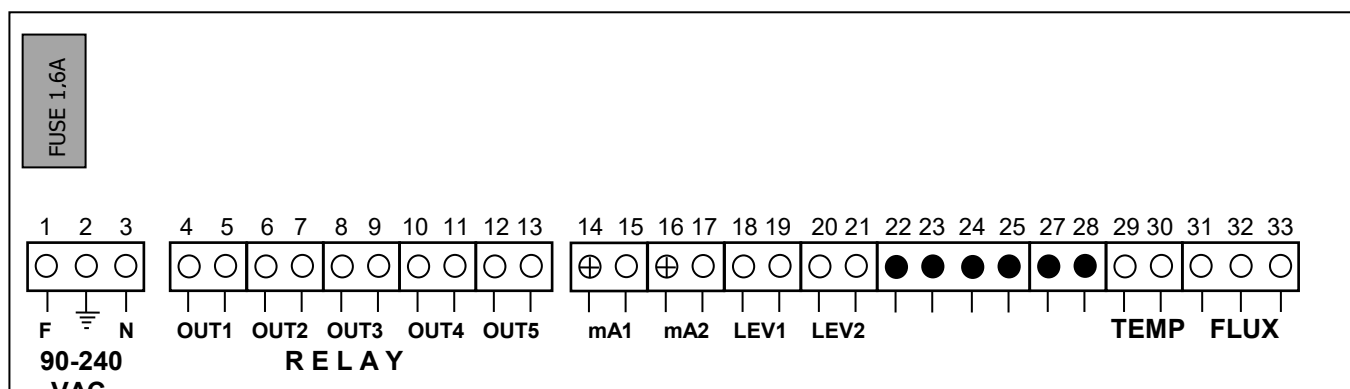 FUSE 1,6A
1 2 3 4 5 6 7 8 9 10 11 12 13 14 15 16 17 18 19 20 21 22 23 24 25 27 28 29 30 31 32 33
F N OUT1 OUT2 OUT3 OUT4 OUT5 mA1 mA2 LEV1 LEV2 TEMP FLUX
90-240 RELAY
VAC